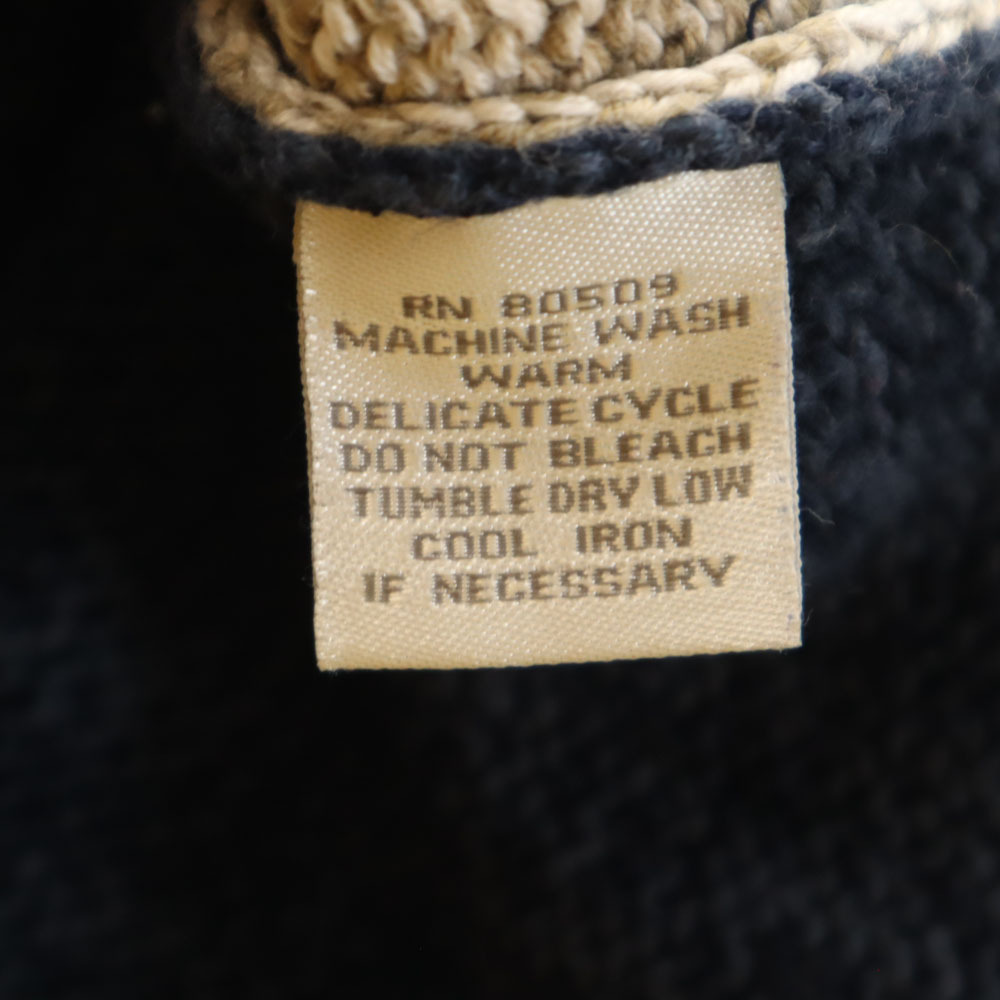 RN 80509
MACHINE WASH
WARM
DELICATE CYCLE
DO NOT BLEACH
TUMBLE DRY LOW
COOL IRON
IF NECESSARY